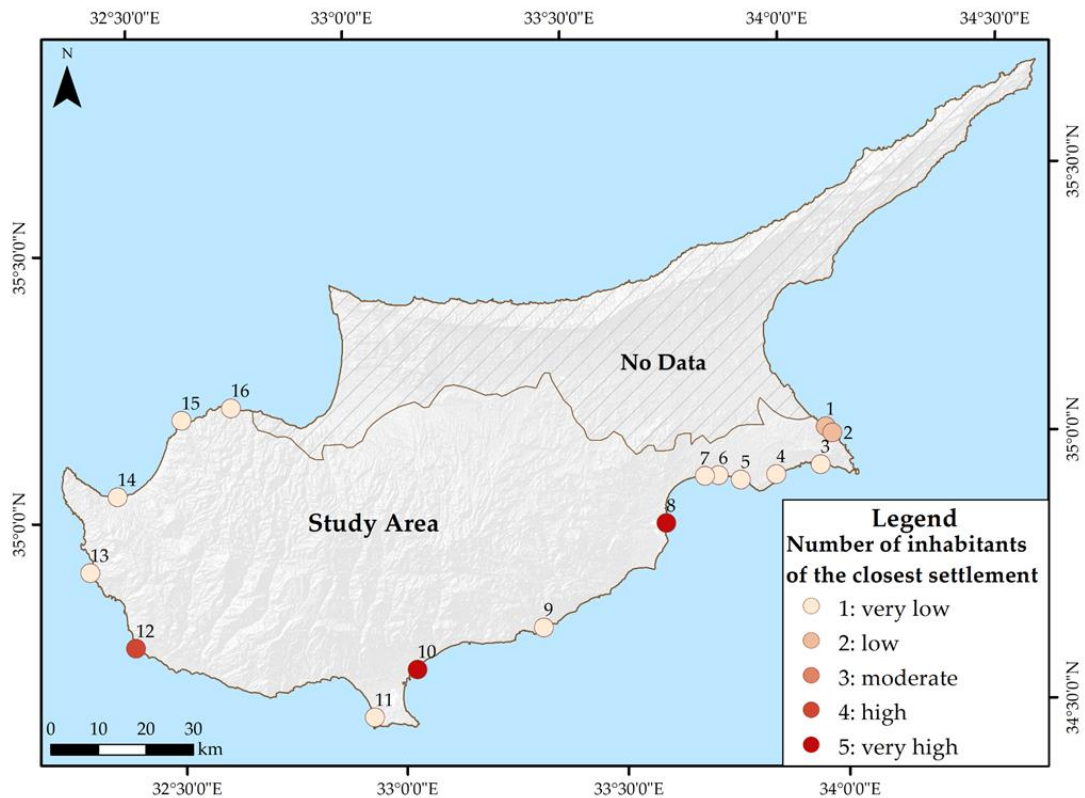 32°30'0"E 33°00'0"E 33°30'0"E 34°00'0"E 34°30'0"E
N
35°30'0"N
35°30'0"N
No Data
16
15
1
2
35°0'0"N
3
4
5
6
7
14
8
Study Area
35°0'0"N
13
9
12
10
11
34°30'0"N
Legend
Number of inhabitants
of the closest settlement
1: very low
2: low
3: moderate
4: high
5: very high
0 10 20 30
km
32°30'0"E 33°0'0"E 33°30'0"E 34°0'0"E